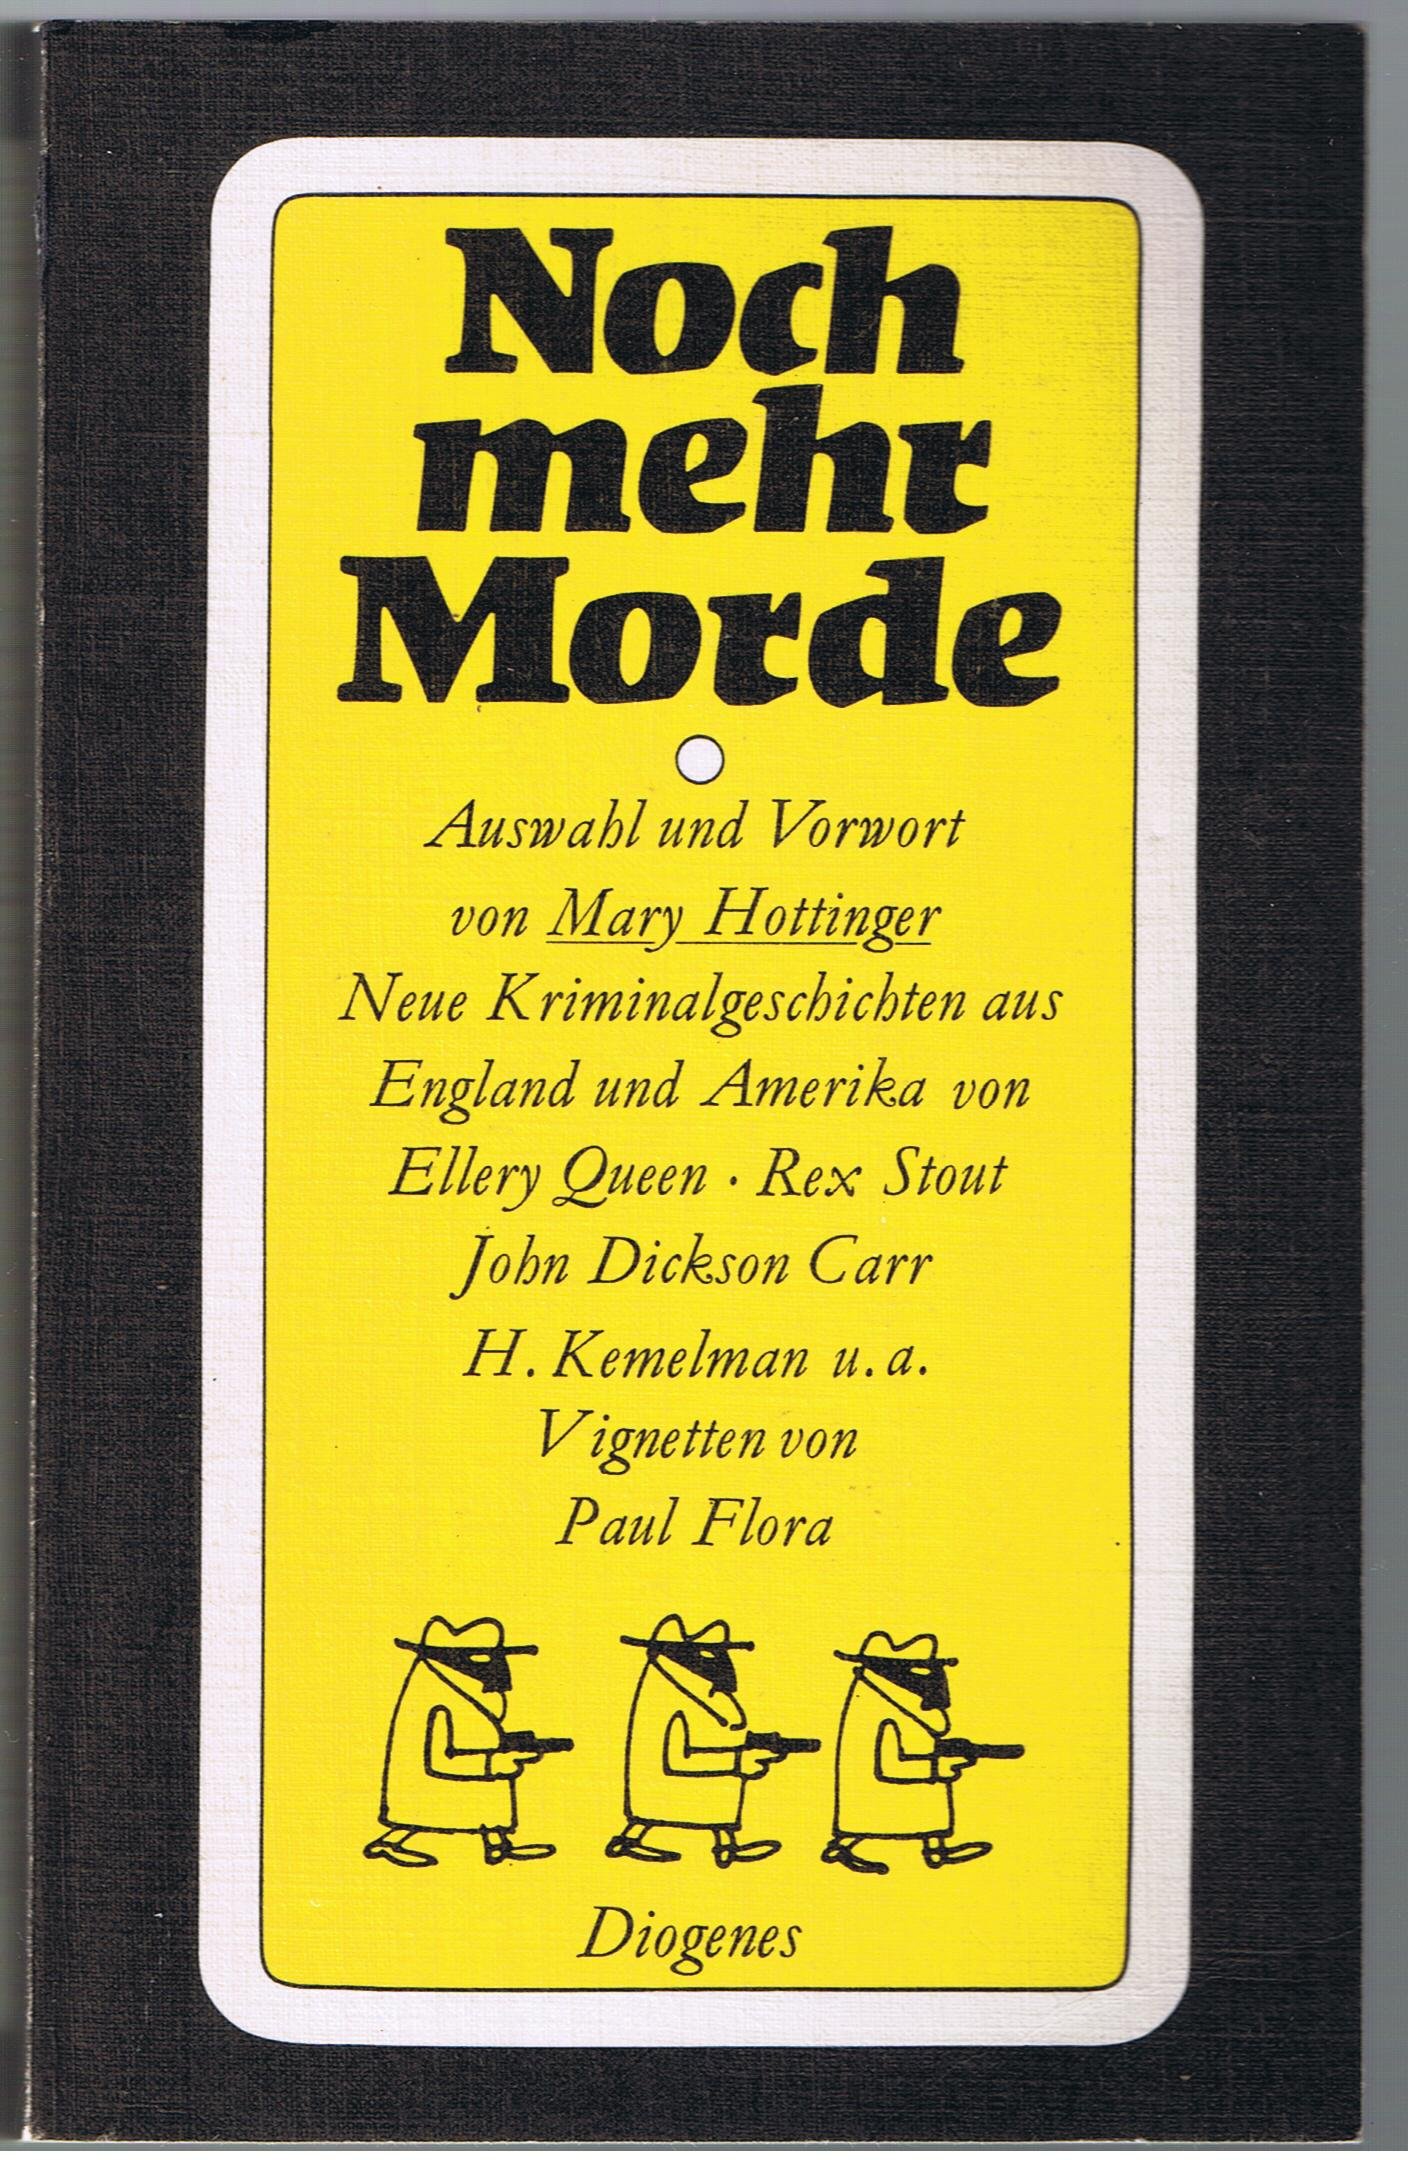 Noch
mehr
Morde
Auswahl und Vorwort
von Mary Hottinger
Neue Kriminalgeschichten aus
England und Amerika von
Ellery Queen · Rex Stout
John Dickson Carr
H. Kemelman u. a.
Vignetten von
Paul Flora
Diogenes